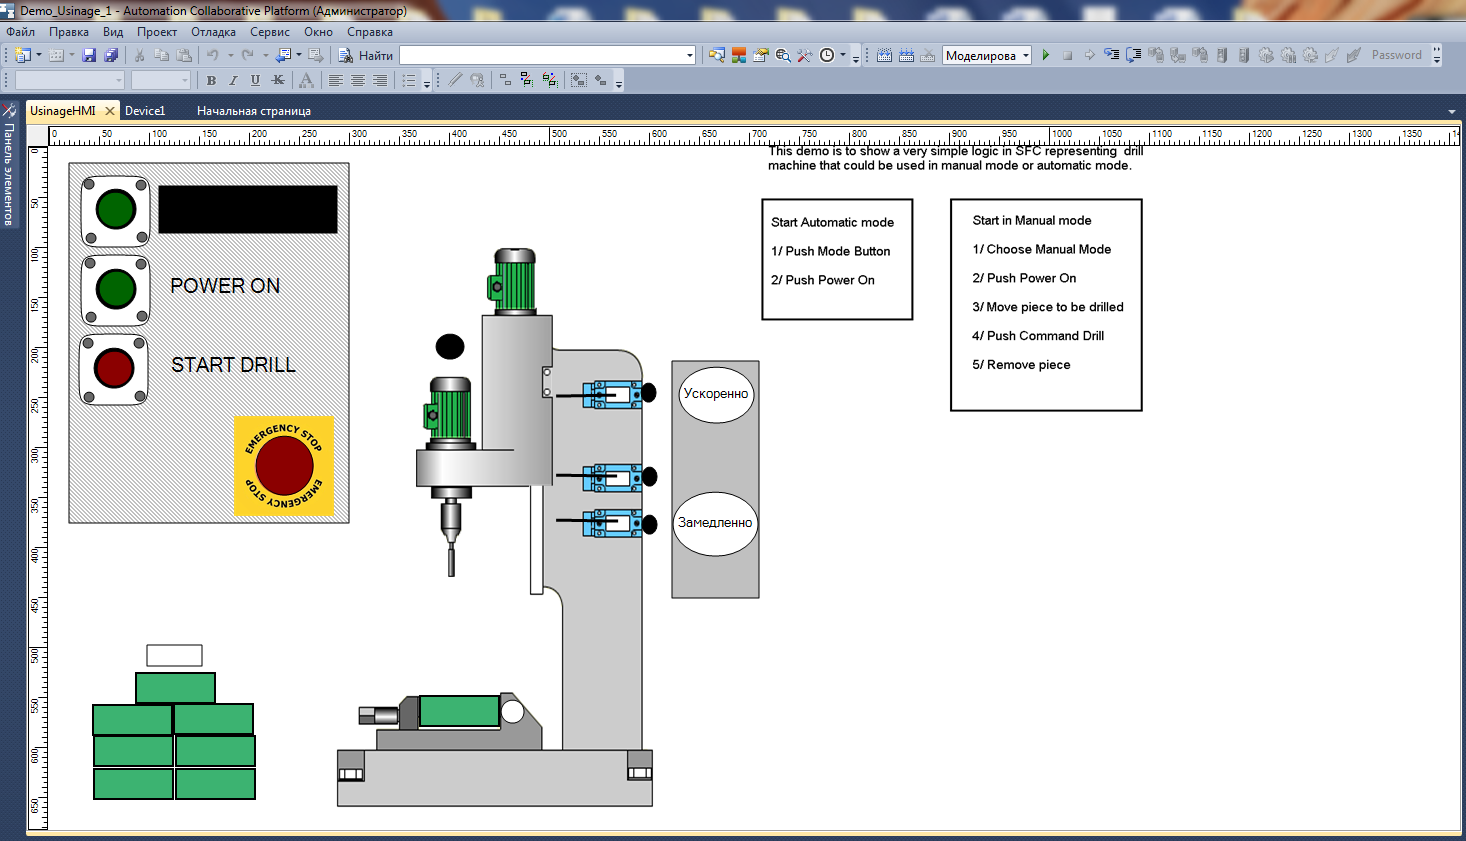 Demo_Usinage_1 - Automation Collaborative Platform (Администратор)
Файл Правка Вид Проект Отладка Сервис Окно Справка
Найти Моделирова Password
B I U K A
UsinageHMI Device1 Начальная страница
Панель элементов
0 50 100 150 200 250 300 350 400 450 500 550 600 650 700 750 800 850 900 950 1000 1050 1100 1150 1200 1250 1300 1350
0 50 100 150 200 250 300 350 400 450 500 550 600 650
This demo is to show a very simple logic in SFC representing drill
machine that could be used in manual mode or automatic mode.
Start Automatic mode
1/ Push Mode Button
2/ Push Power On
Start in Manual mode
1/ Choose Manual Mode
2/ Push Power On
3/ Move piece to be drilled
4/ Push Command Drill
5/ Remove piece
POWER ON
START DRILL
EMERGENCY STOP
EMERGENCY STOP
Ускоренно
Замедленно